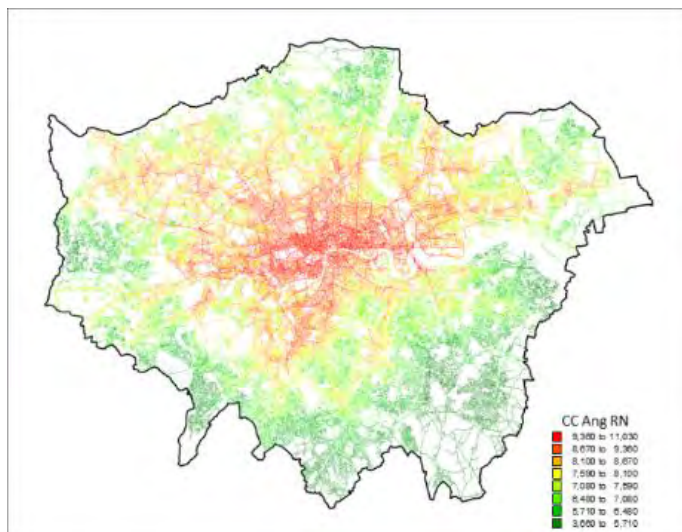 CC Ang RN
9,360 to 11,030
8,670 to 9,360
8,100 to 8,670
7,590 to 8,100
7,080 to 7,590
6,480 to 7,080
5,710 to 6,480
3,660 to 5,710